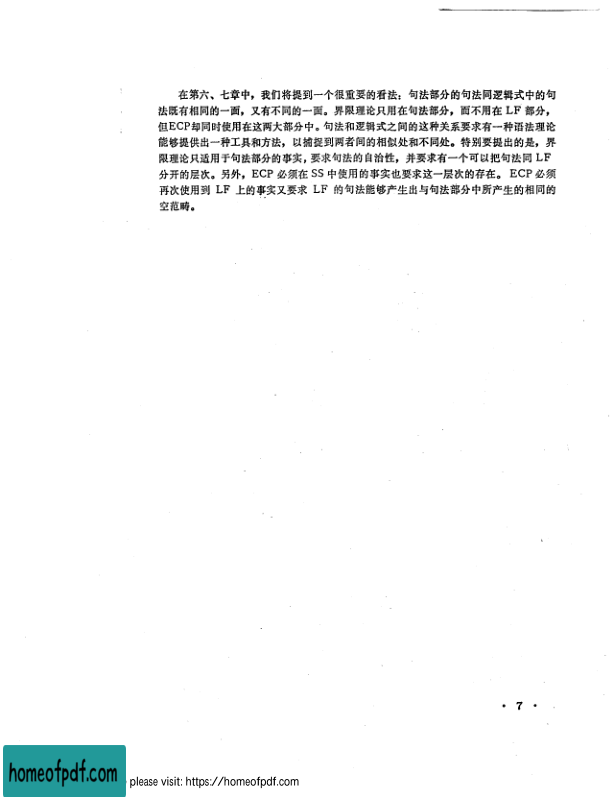 在第六、七章中，我们将提到一个很重要的看法：句法部分的句法同逻辑式中的句
法既有相同的一面，又有不同的一面。界限理论只用在句法部分，而不用在 LF 部分，
但ECP却同时使用在这两大部分中。句法和逻辑式之间的这种关系要求有一种语法理论
能够提供出一种工具和方法，以捕捉到两者间的相似处和不同处。特别要提出的是，界
限理论只适用于句法部分的事实，要求句法的自治性，并要求有一个可以把句法同 LF
分开的层次。另外，ECP 必须在 SS 中使用的事实也要求这一层次的存在。 ECP 必须
再次使用到 LF 上的事实又要求 LF 的句法能够产生出与句法部分中所产生的相同的
空范畴。
• 7 •
homeofpdf.com
please visit: https://homeofpdf.com